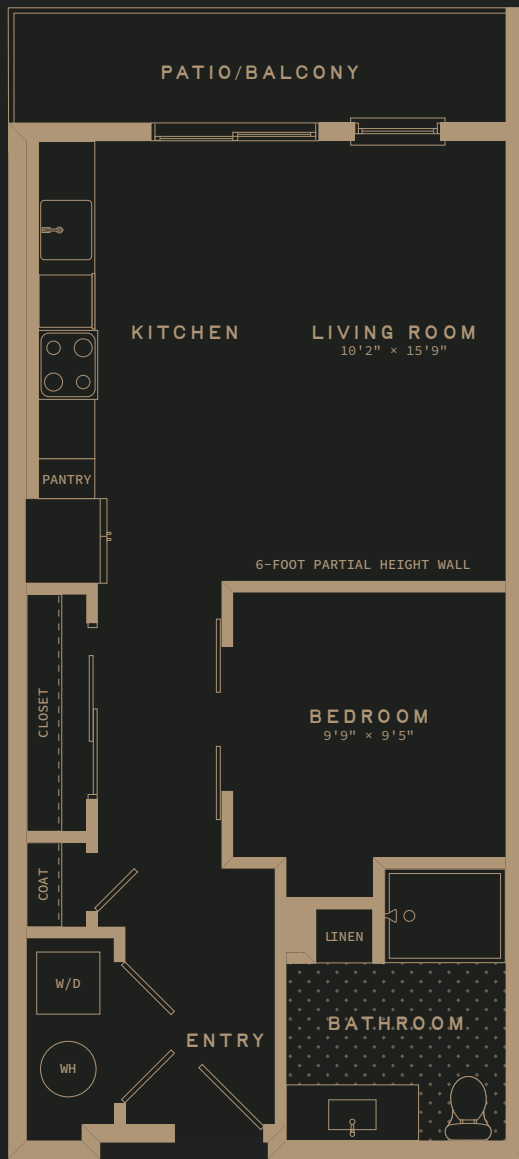 PATIO/BALCONY
KITCHEN
LIVING ROOM
10'2" × 15'9"
PANTRY
6-FOOT PARTIAL HEIGHT WALL
CLOSET
BEDROOM
9'9" × 9'5"
COAT
LINEN
W/D
BATHROOM
ENTRY
WH